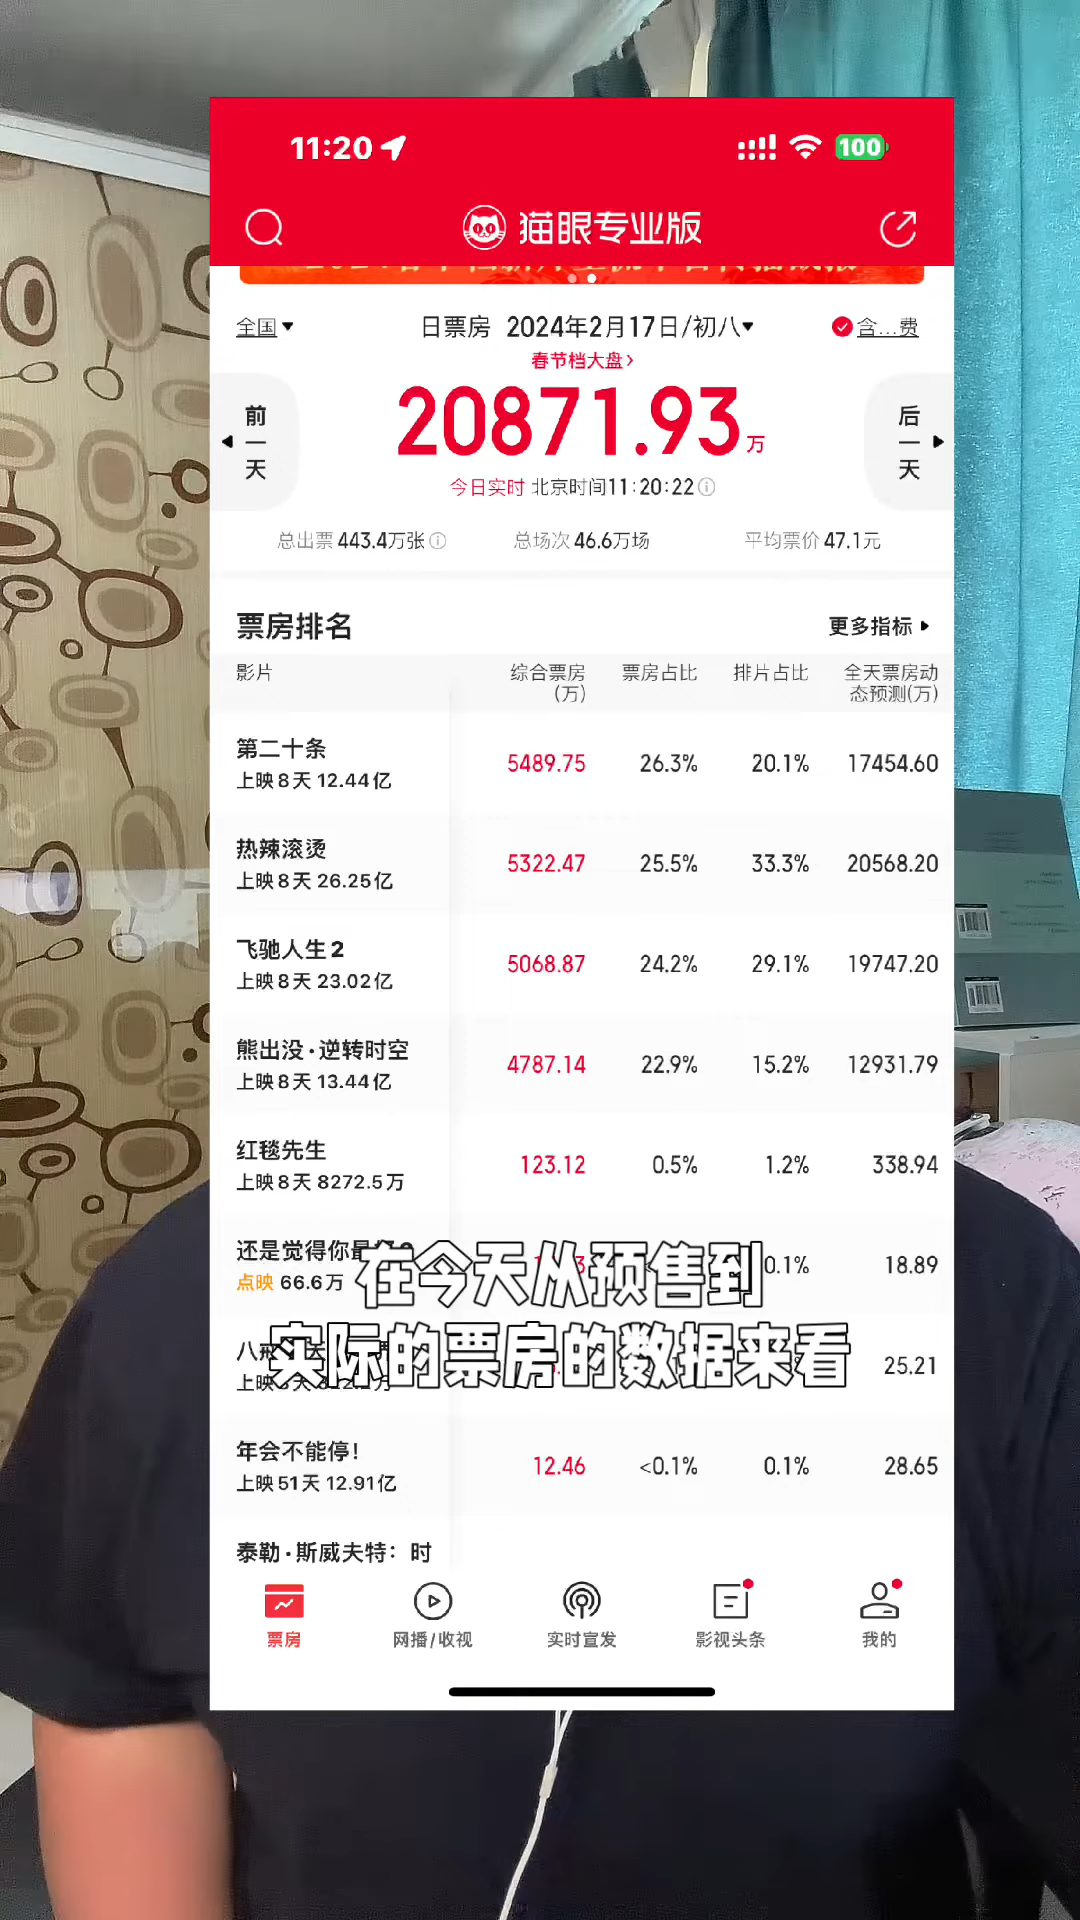 11:20
100
猫眼专业版
全国
日票房 2024年2月17日/初八
含...费
春节档大盘
前一天
20871.93万
后一天
今日实时 北京时间11:20:22
总出票 443.4万张
总场次 46.6万场
平均票价 47.1元
票房排名
更多指标
影片
综合票房(万)
票房占比
排片占比
全天票房动态预测(万)
第二十条
上映8天 12.44亿
5489.75 26.3% 20.1% 17454.60
热辣滚烫
上映8天 26.25亿
5322.47 25.5% 33.3% 20568.20
飞驰人生2
上映8天 23.02亿
5068.87 24.2% 29.1% 19747.20
熊出没·逆转时空
上映8天 13.44亿
4787.14 22.9% 15.2% 12931.79
红毯先生
上映8天 8272.5万
123.12 0.5% 1.2% 338.94
还是觉得你最
点映 66.6万
0.1% 18.89
在今天从预售到
实际的票房的数据来看
25.21
年会不能停！
上映51天 12.91亿
12.46 <0.1% 0.1% 28.65
泰勒·斯威夫特：时
票房
网播/收视
实时宣发
影视头条
我的